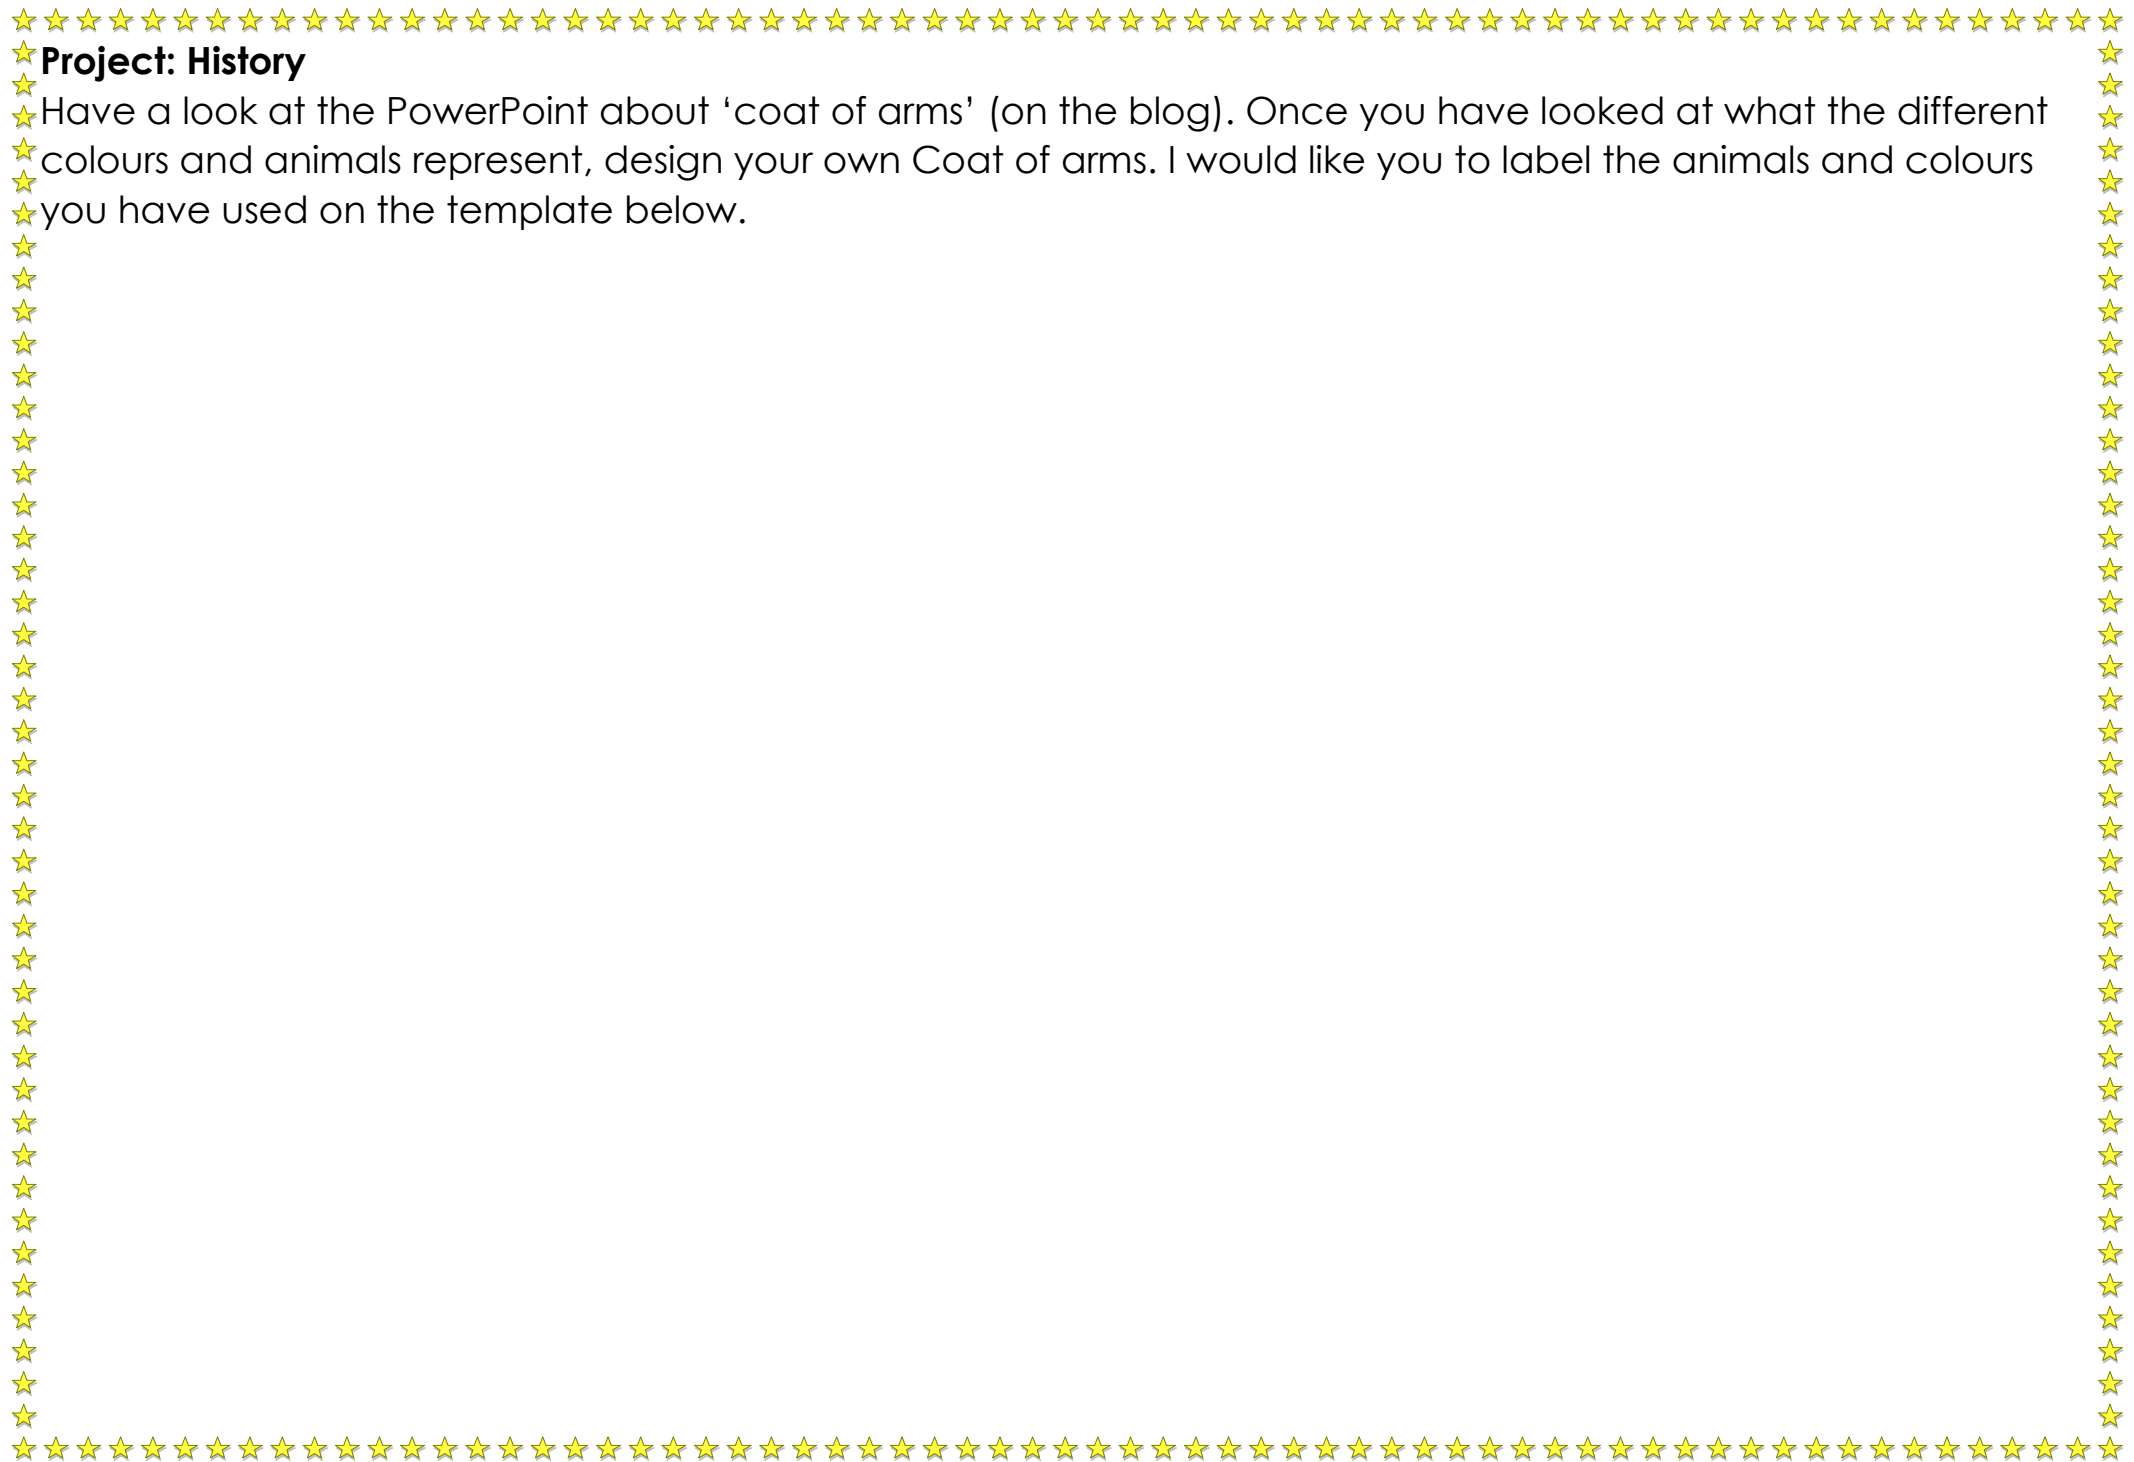 Project: History
Have a look at the PowerPoint about ‘coat of arms’ (on the blog). Once you have looked at what the different
colours and animals represent, design your own Coat of arms. I would like you to label the animals and colours
you have used on the template below.